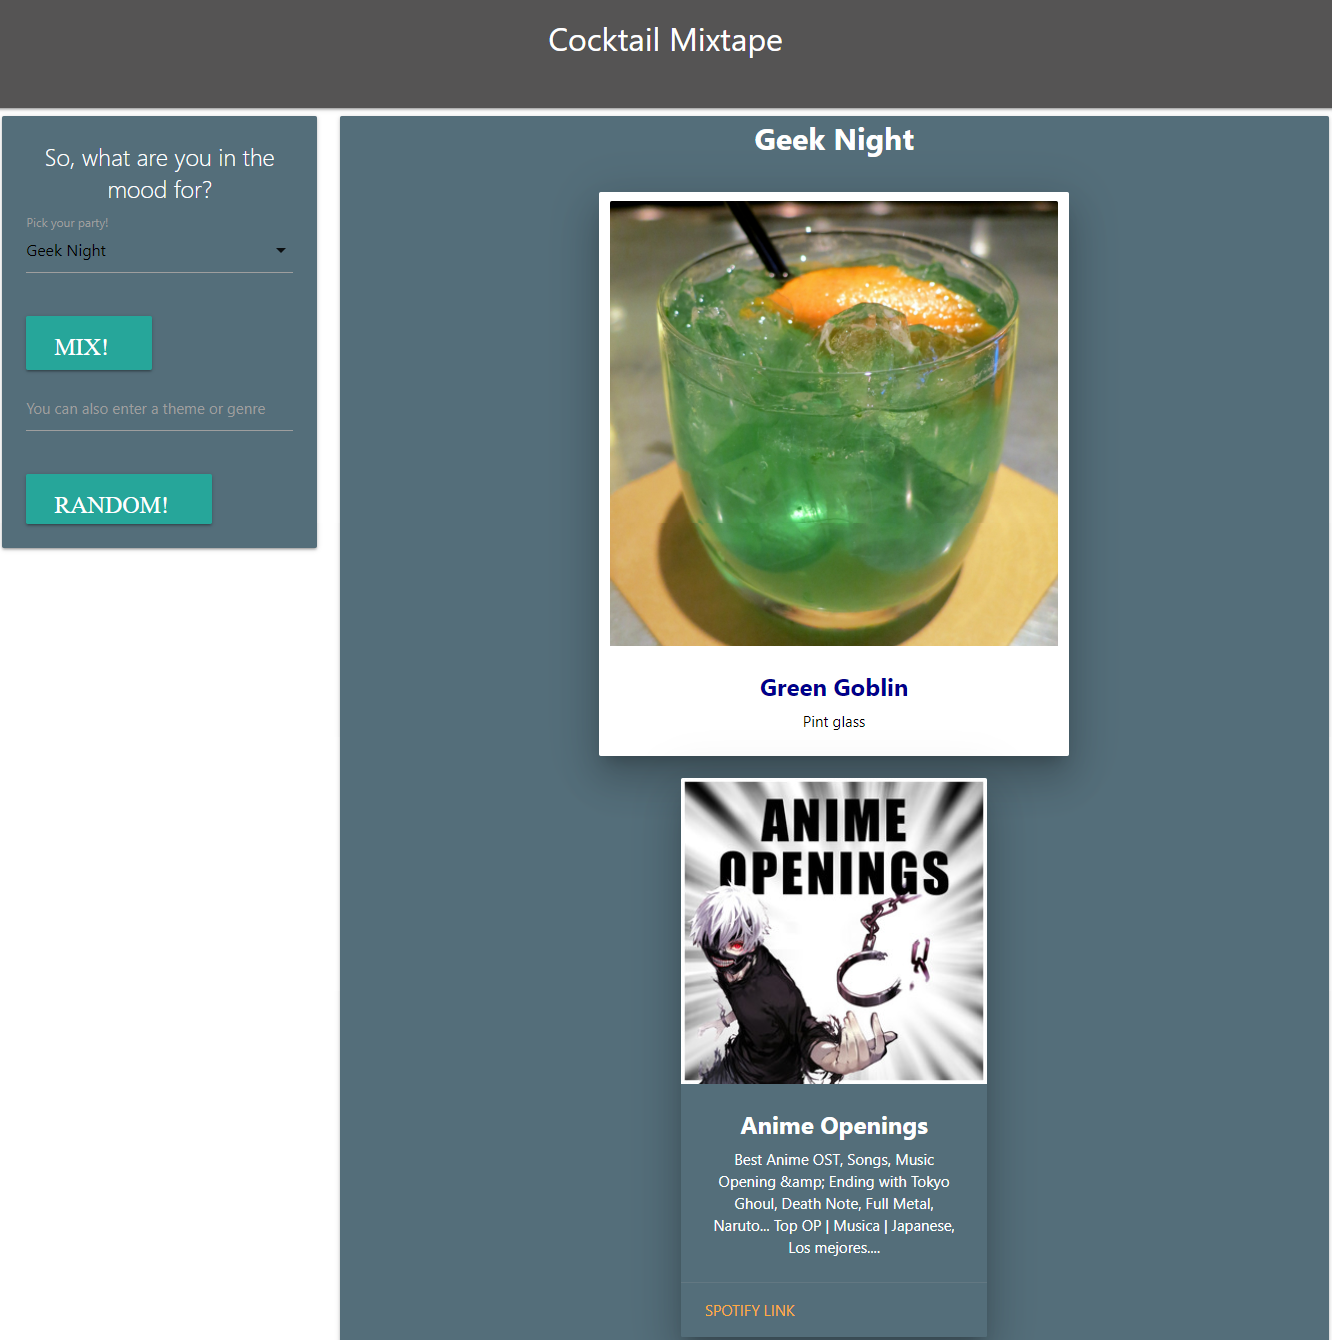 Cocktail Mixtape
So, what are you in the
mood for?
Pick your party!
Geek Night
MIX!
You can also enter a theme or genre
RANDOM!
Geek Night
Green Goblin
Pint glass
ANIME
OPENINGS
Anime Openings
Best Anime OST, Songs, Music
Opening &amp; Ending with Tokyo
Ghoul, Death Note, Full Metal,
Naruto... Top OP | Musica | Japanese,
Los mejores....
SPOTIFY LINK